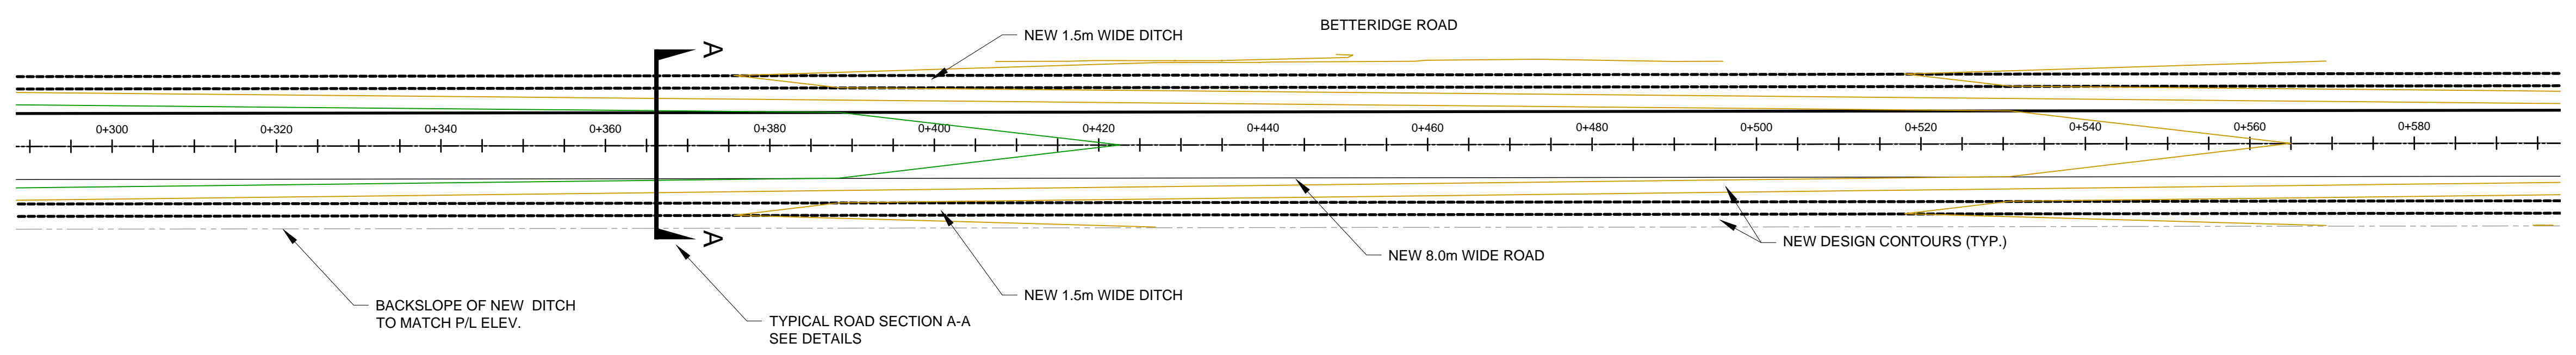 BETTERIDGE ROAD
NEW 1.5m WIDE DITCH
A
0+300 0+320 0+340 0+360 0+380 0+400 0+420 0+440 0+460 0+480 0+500 0+520 0+540 0+560 0+580
A
NEW DESIGN CONTOURS (TYP.)
NEW 8.0m WIDE ROAD
NEW 1.5m WIDE DITCH
BACKSLOPE OF NEW DITCH
TO MATCH P/L ELEV.
TYPICAL ROAD SECTION A-A
SEE DETAILS